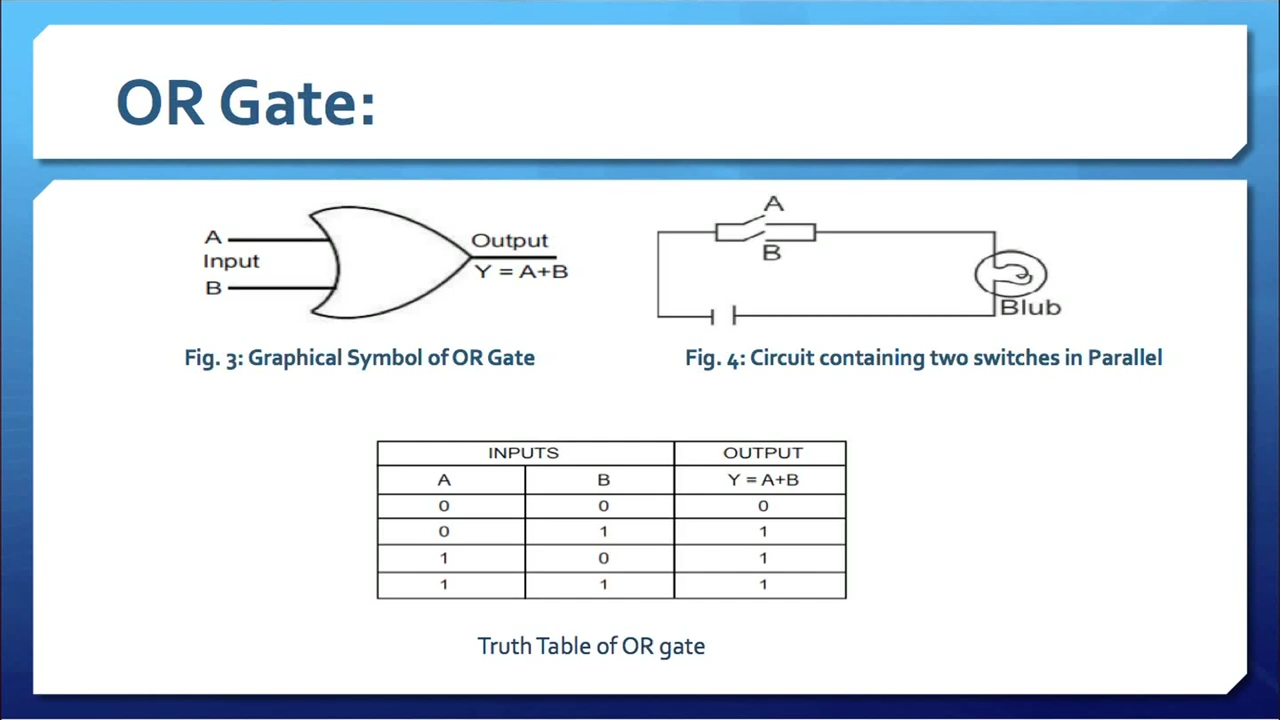 OR Gate:
A
Input
B
Output
Y = A+B
A
B
Blub
Fig. 3: Graphical Symbol of OR Gate
Fig. 4: Circuit containing two switches in Parallel
INPUTS OUTPUT
A B Y = A+B
0 0 0
0 1 1
1 0 1
1 1 1
Truth Table of OR gate